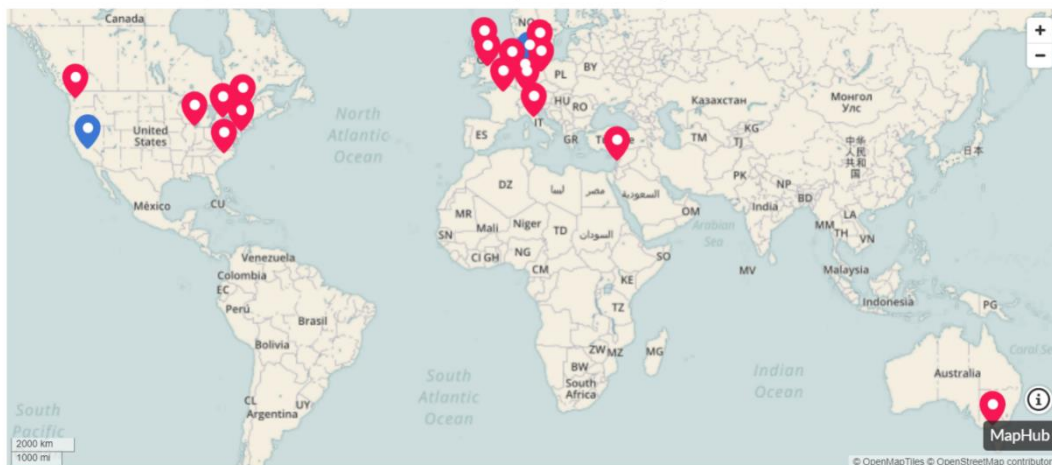 Canada
NO
+
−
PL
BY
North
Atlantic
Ocean
United
States
HU
RO
IT
ES
GR
Казахстан
Монгол
Улс
TM
KG
TJ
中华
人民
共和
国
日本
México
CU
DZ
ليبيا
مصر
السعودية
PK
NP
BD
India
OM
Arabian
Sea
MR
Mali
Niger
TD
السودان
LA
MM
TH
VN
SN
CI
GH
NG
CM
SO
KE
MV
Malaysia
Venezuela
Colombia
EC
Perú
Brasil
Bolivia
TZ
Indonesia
PG
ZW
MZ
MG
BW
South
Africa
South
Atlantic
Ocean
Indian
Ocean
Australia
Coral Se
CL
UY
Argentina
South
Pacific
2000 km
1000 mi
i
MapHub
© OpenMapTiles © OpenStreetMap contributor